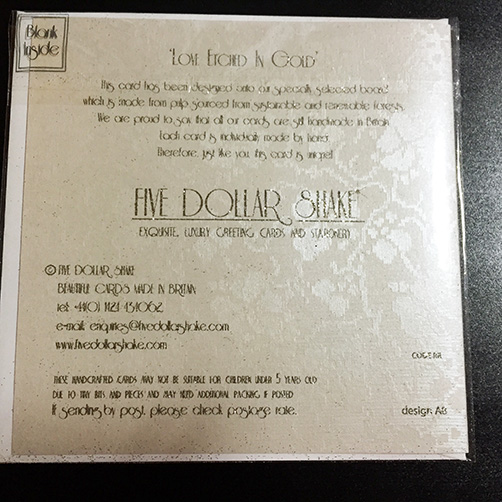 Blank
Inside
"LOVE ETCHED IN GOLD"
This card has been designed onto our specially selected board
which is made from pulp sourced from sustainable and renewable forests.
We are proud to say that all our cards are still handmade in Britain.
Each card is individually made by hand.
Therefore, just like you, this card is unique!
FIVE DOLLAR SHAKE®
EXQUISITE, LUXURY GREETING CARDS AND STATIONERY
© FIVE DOLLAR SHAKE
BEAUTIFUL CARDS MADE IN BRITAIN
e-mail: enquiries@fivedollarshake.com
www.fivedollarshake.com
THESE HANDCRAFTED CARDS MAY NOT BE SUITABLE FOR CHILDREN UNDER 5 YEARS OLD
DUE TO TINY BITS AND PIECES AND MAY NEED ADDITIONAL PACKING IF POSTED
If sending by post, please check postage rate.
design: A8